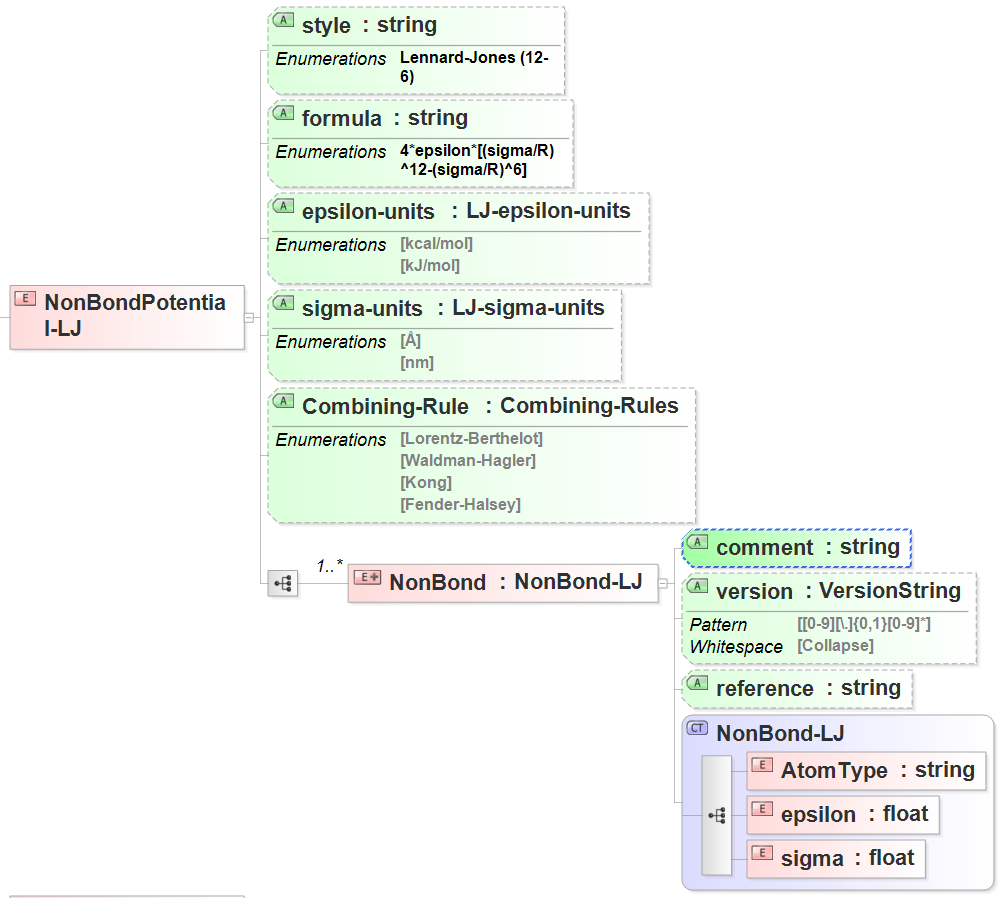 A style : string
Enumerations Lennard-Jones (12-
6)
A formula : string
Enumerations 4*epsilon*[(sigma/R)
^12-(sigma/R)^6]
A epsilon-units : LJ-epsilon-units
Enumerations [kcal/mol]
[kJ/mol]
E NonBondPotentia
l-LJ
A sigma-units : LJ-sigma-units
Enumerations [Å]
[nm]
A Combining-Rule : Combining-Rules
Enumerations [Lorentz-Berthelot]
[Waldman-Hagler]
[Kong]
[Fender-Halsey]
1..*
E+ NonBond : NonBond-LJ
A comment : string
A version : VersionString
Pattern [[0-9][\.]{0,1}[0-9]*]
Whitespace [Collapse]
A reference : string
CT NonBond-LJ
E AtomType : string
E epsilon : float
E sigma : float